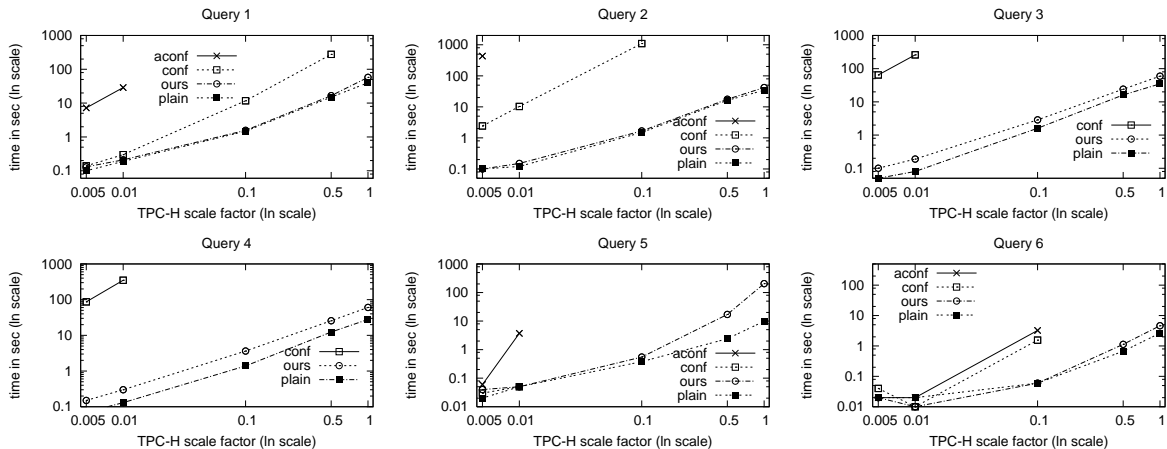 Query 1
time in sec (ln scale)
1000
100
10
1
0.1
aconf
conf
ours
plain
0.005 0.01 0.1 0.5 1
TPC-H scale factor (ln scale)
Query 2
time in sec (ln scale)
1000
100
10
1
0.1
aconf
conf
ours
plain
0.005 0.01 0.1 0.5 1
TPC-H scale factor (ln scale)
Query 3
time in sec (ln scale)
1000
100
10
1
0.1
conf
ours
plain
0.005 0.01 0.1 0.5 1
TPC-H scale factor (ln scale)
Query 4
time in sec (ln scale)
1000
100
10
1
0.1
conf
ours
plain
0.005 0.01 0.1 0.5 1
TPC-H scale factor (ln scale)
Query 5
time in sec (ln scale)
1000
100
10
1
0.1
0.01
aconf
conf
ours
plain
0.005 0.01 0.1 0.5 1
TPC-H scale factor (ln scale)
Query 6
time in sec (ln scale)
100
10
1
0.1
0.01
aconf
conf
ours
plain
0.005 0.01 0.1 0.5 1
TPC-H scale factor (ln scale)